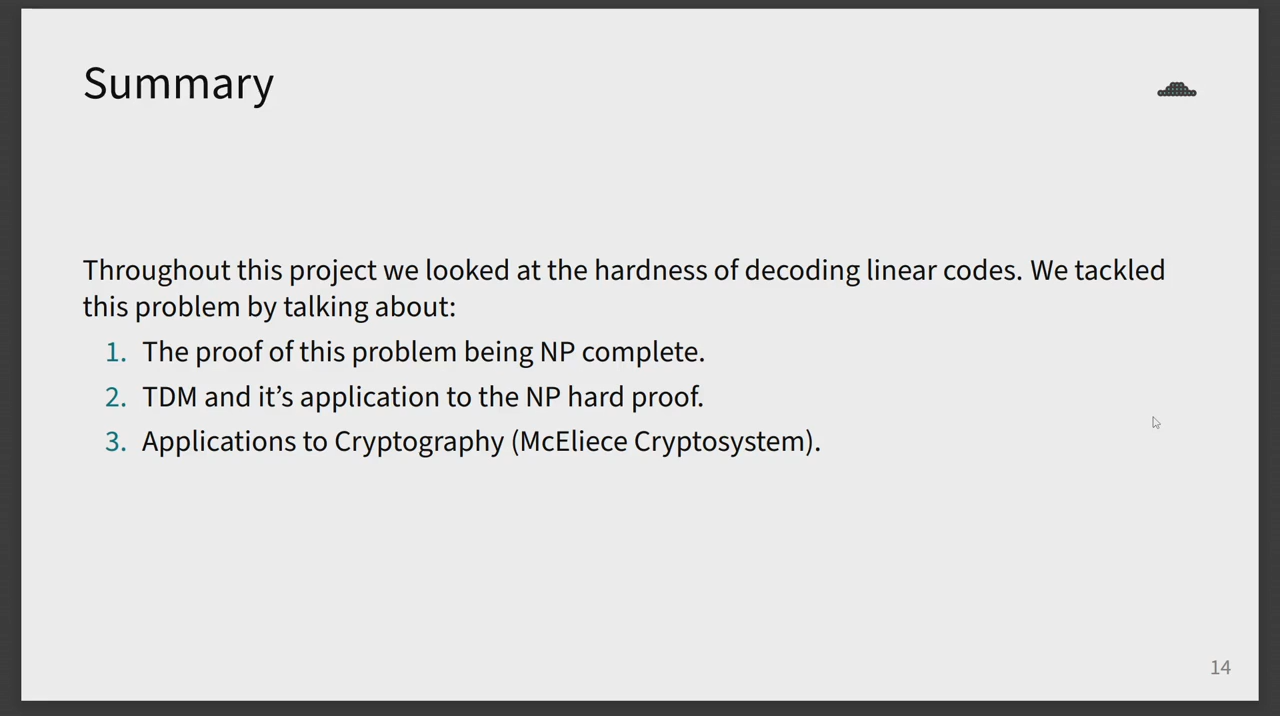 Summary
Throughout this project we looked at the hardness of decoding linear codes. We tackled
this problem by talking about:
1. The proof of this problem being NP complete.
2. TDM and it’s application to the NP hard proof.
3. Applications to Cryptography (McEliece Cryptosystem).
14